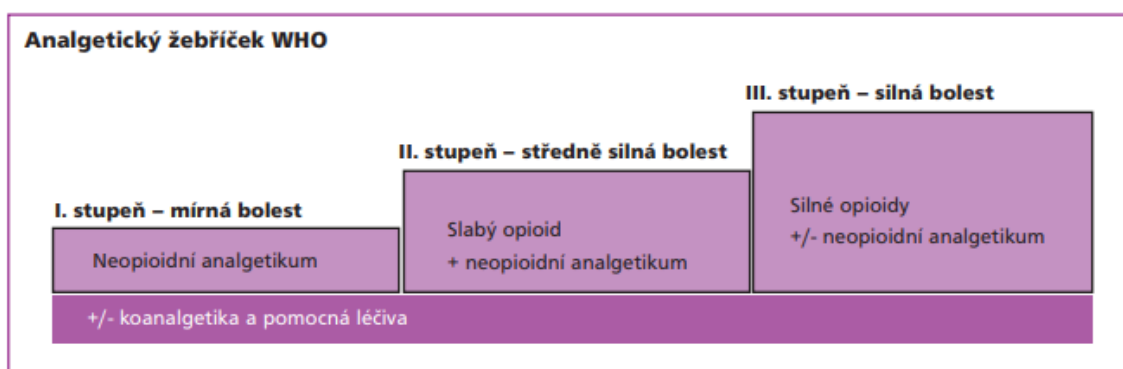 Analgetický žebříček WHO
III. stupeň – silná bolest
II. stupeň – středně silná bolest
I. stupeň – mírná bolest
Silné opioidy
+/- neopioidní analgetikum
Slabý opioid
+ neopioidní analgetikum
Neopioidní analgetikum
+/- koanalgetika a pomocná léčiva